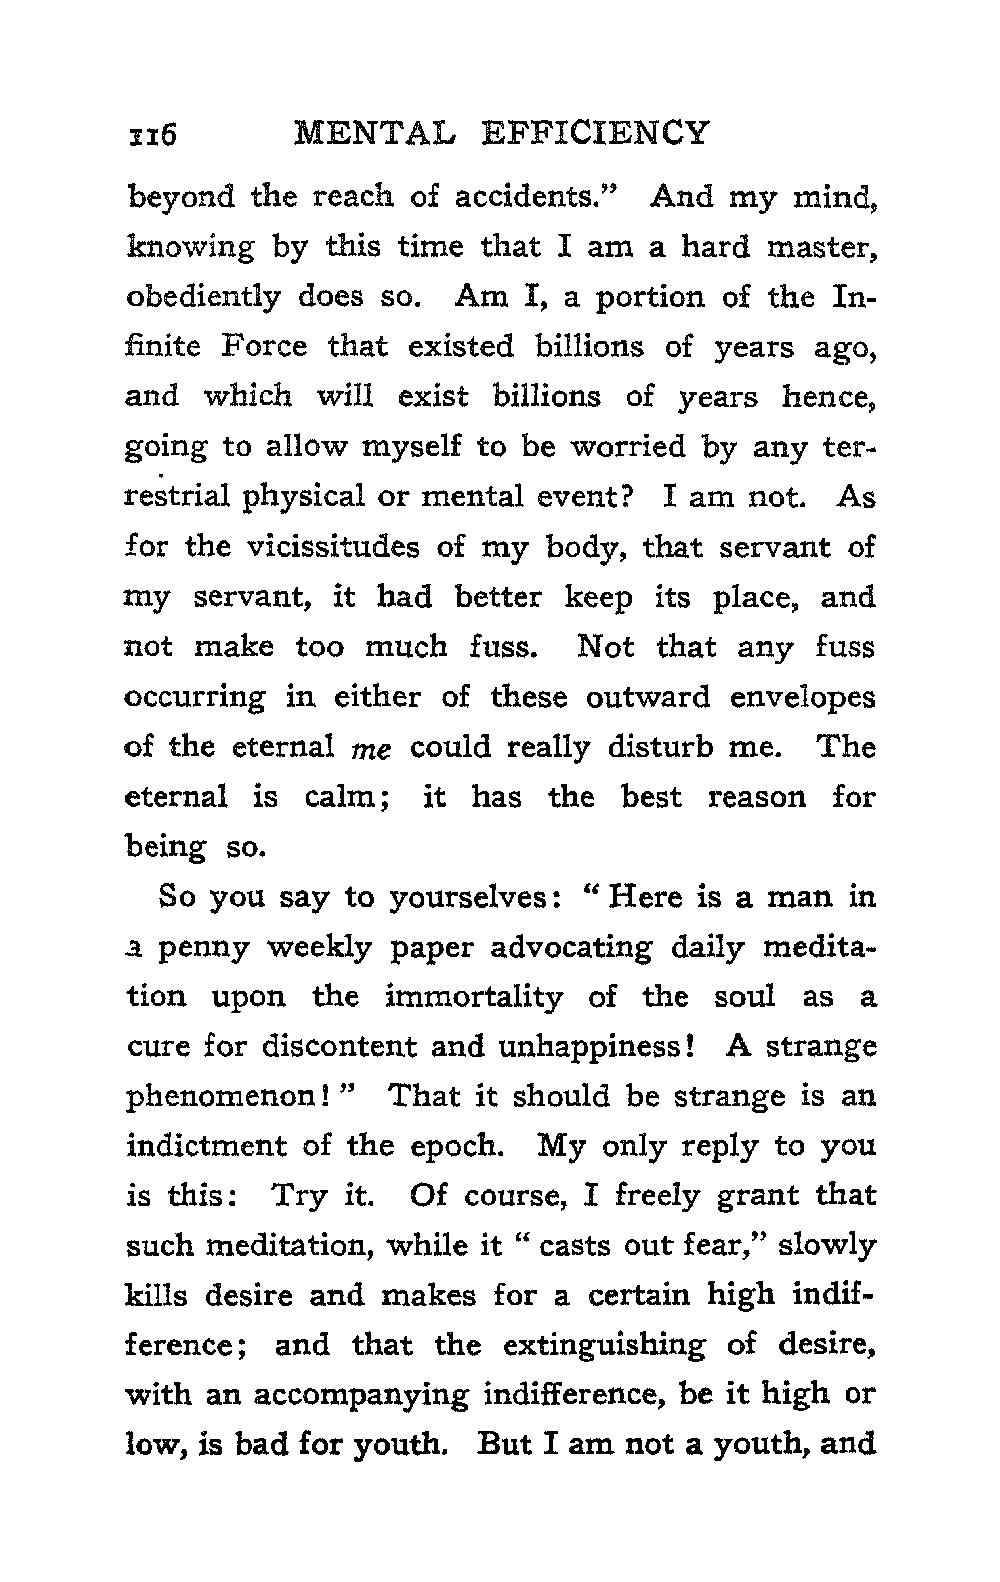 116 MENTAL EFFICIENCY
beyond the reach of accidents.” And my mind,
knowing by this time that I am a hard master,
obediently does so. Am I, a portion of the In-
finite Force that existed billions of years ago,
and which will exist billions of years hence,
going to allow myself to be worried by any ter-
restrial physical or mental event? I am not. As
for the vicissitudes of my body, that servant of
my servant, it had better keep its place, and
not make too much fuss. Not that any fuss
occurring in either of these outward envelopes
of the eternal me could really disturb me. The
eternal is calm; it has the best reason for
being so.
So you say to yourselves: “ Here is a man in
a penny weekly paper advocating daily medita-
tion upon the immortality of the soul as a
cure for discontent and unhappiness! A strange
phenomenon! ” That it should be strange is an
indictment of the epoch. My only reply to you
is this: Try it. Of course, I freely grant that
such meditation, while it “ casts out fear,” slowly
kills desire and makes for a certain high indif-
ference; and that the extinguishing of desire,
with an accompanying indifference, be it high or
low, is bad for youth. But I am not a youth, and